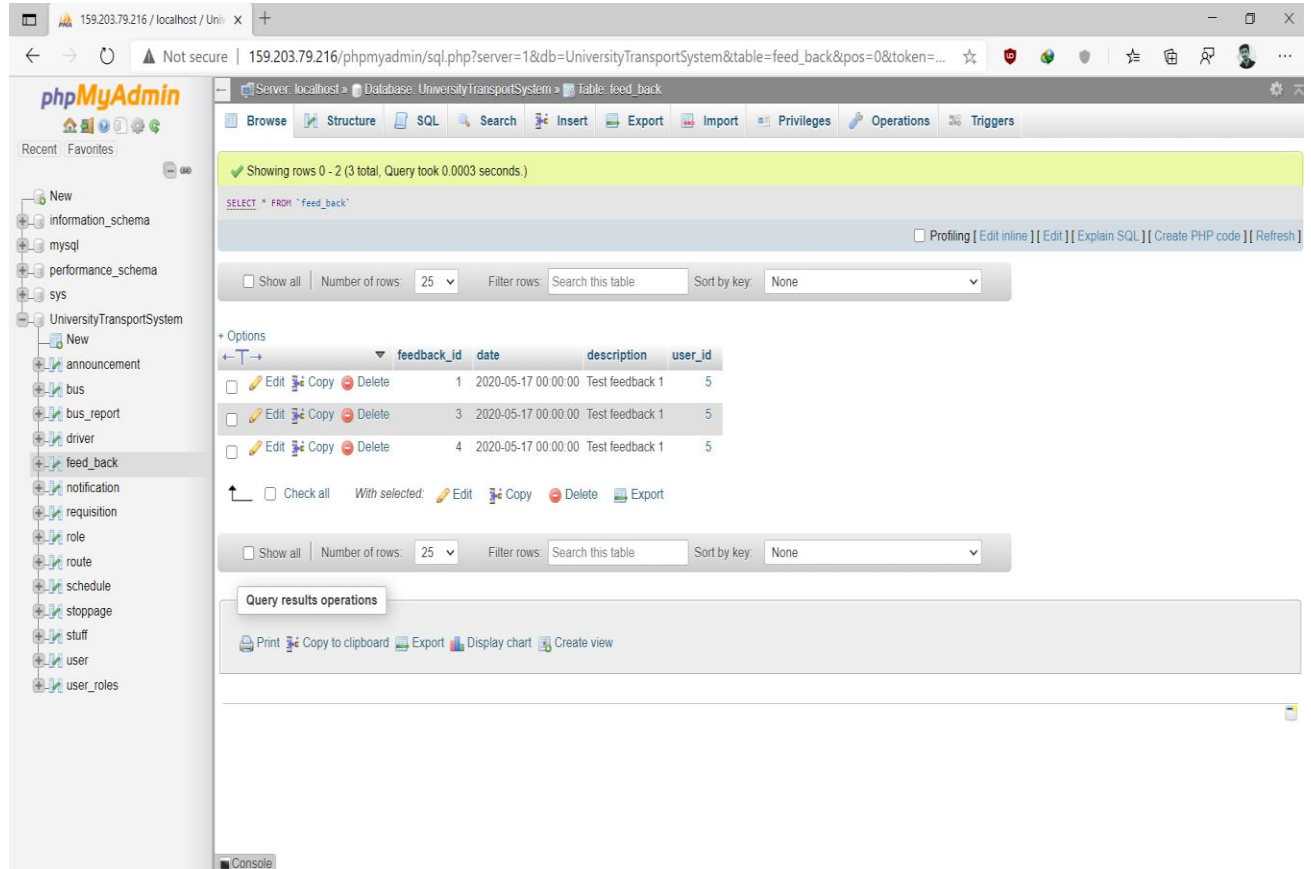 159.203.79.216 / localhost / Univ
Not secure | 159.203.79.216/phpmyadmin/sql.php?server=1&db=UniversityTransportSystem&table=feed_back&pos=0&token=...
phpMyAdmin
Recent Favorites
New
information_schema
mysql
performance_schema
sys
UniversityTransportSystem
New
announcement
bus
bus_report
driver
feed_back
notification
requisition
role
route
schedule
stoppage
stuff
user
user_roles
Server: localhost » Database: UniversityTransportSystem » Table: feed_back
Browse Structure SQL Search Insert Export Import Privileges Operations Triggers
Showing rows 0 - 2 (3 total, Query took 0.0003 seconds.)
SELECT * FROM `feed_back`
Profiling [ Edit inline ] [ Edit ] [ Explain SQL ] [ Create PHP code ] [ Refresh ]
Show all | Number of rows: 25 Filter rows: Search this table Sort by key: None
+ Options
←T→ ▼ feedback_id date description user_id
Edit Copy Delete 1 2020-05-17 00:00:00 Test feedback 1 5
Edit Copy Delete 3 2020-05-17 00:00:00 Test feedback 1 5
Edit Copy Delete 4 2020-05-17 00:00:00 Test feedback 1 5
Check all With selected: Edit Copy Delete Export
Show all | Number of rows: 25 Filter rows: Search this table Sort by key: None
Query results operations
Print Copy to clipboard Export Display chart Create view
Console